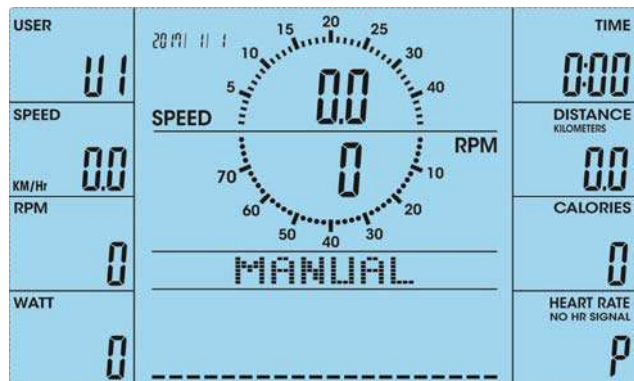 USER
U1
SPEED
KM/Hr 0.0
RPM
0
WATT
0
2017/ 1/ 1
5 10 15 20 25 30 40
SPEED 0.0
0 RPM
70 60 50 40 30 20 10
MANUAL
TIME
0:00
DISTANCE
KILOMETERS
0.0
CALORIES
0
HEART RATE
NO HR SIGNAL
P